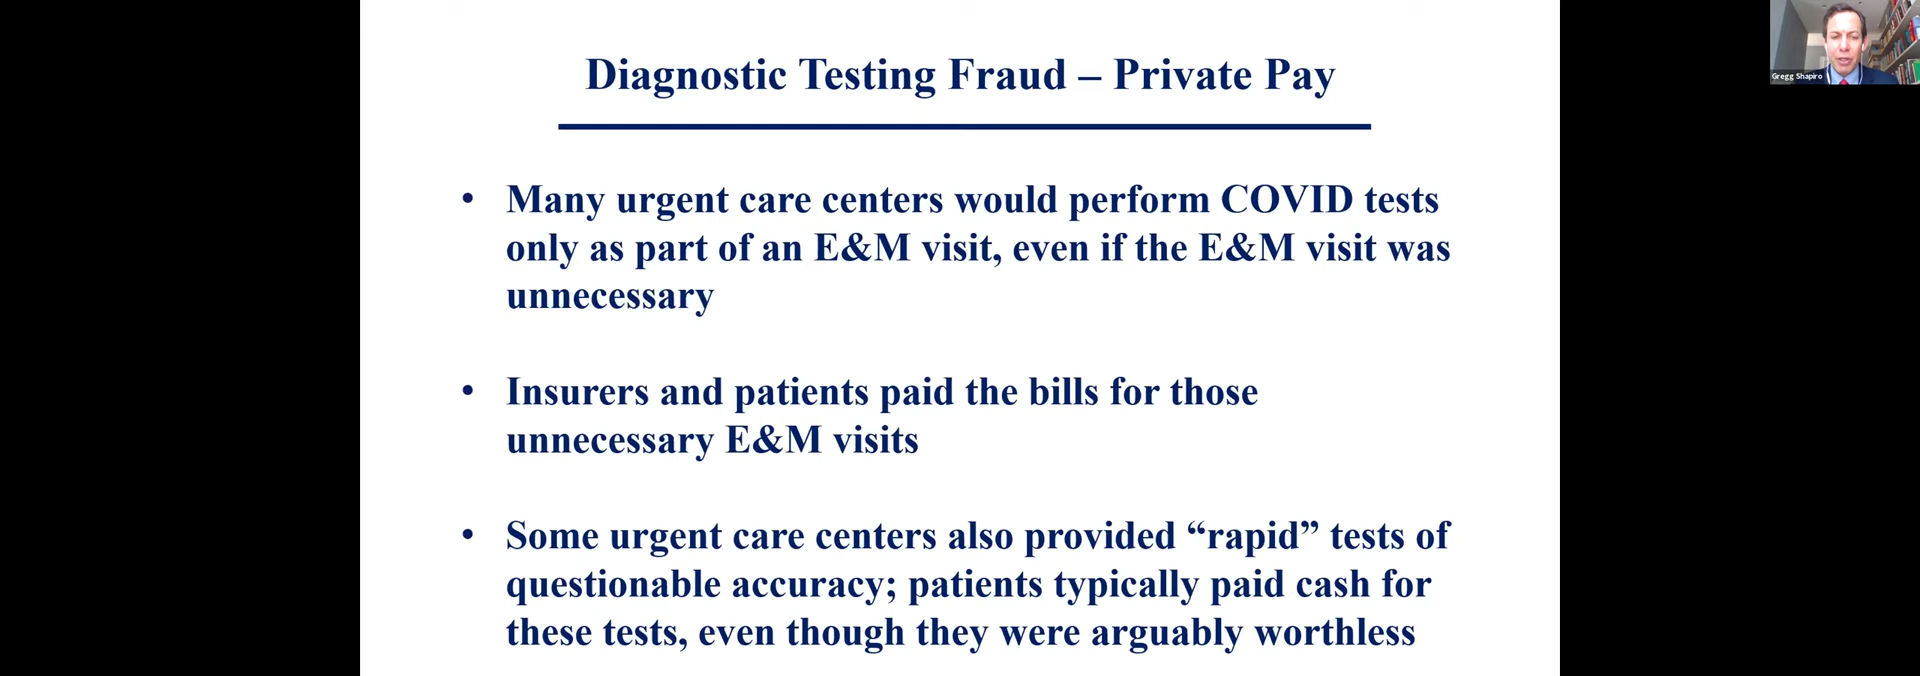 Diagnostic Testing Fraud – Private Pay
Gregg Shapiro
• Many urgent care centers would perform COVID tests
only as part of an E&M visit, even if the E&M visit was
unnecessary
• Insurers and patients paid the bills for those
unnecessary E&M visits
• Some urgent care centers also provided “rapid” tests of
questionable accuracy; patients typically paid cash for
these tests, even though they were arguably worthless